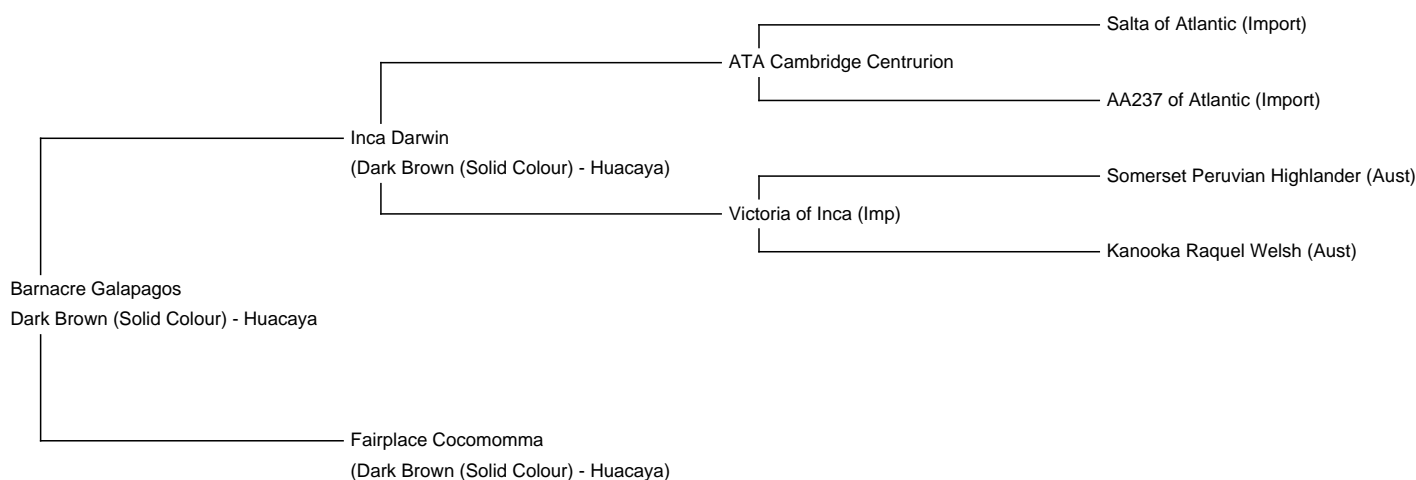 Salta of Atlantic (Import)
ATA Cambridge Centrurion
AA237 of Atlantic (Import)
Inca Darwin
(Dark Brown (Solid Colour) - Huacaya)
Somerset Peruvian Highlander (Aust)
Victoria of Inca (Imp)
Kanooka Raquel Welsh (Aust)
Barnacre Galapagos
Dark Brown (Solid Colour) - Huacaya
Fairplace Cocomomma
(Dark Brown (Solid Colour) - Huacaya)